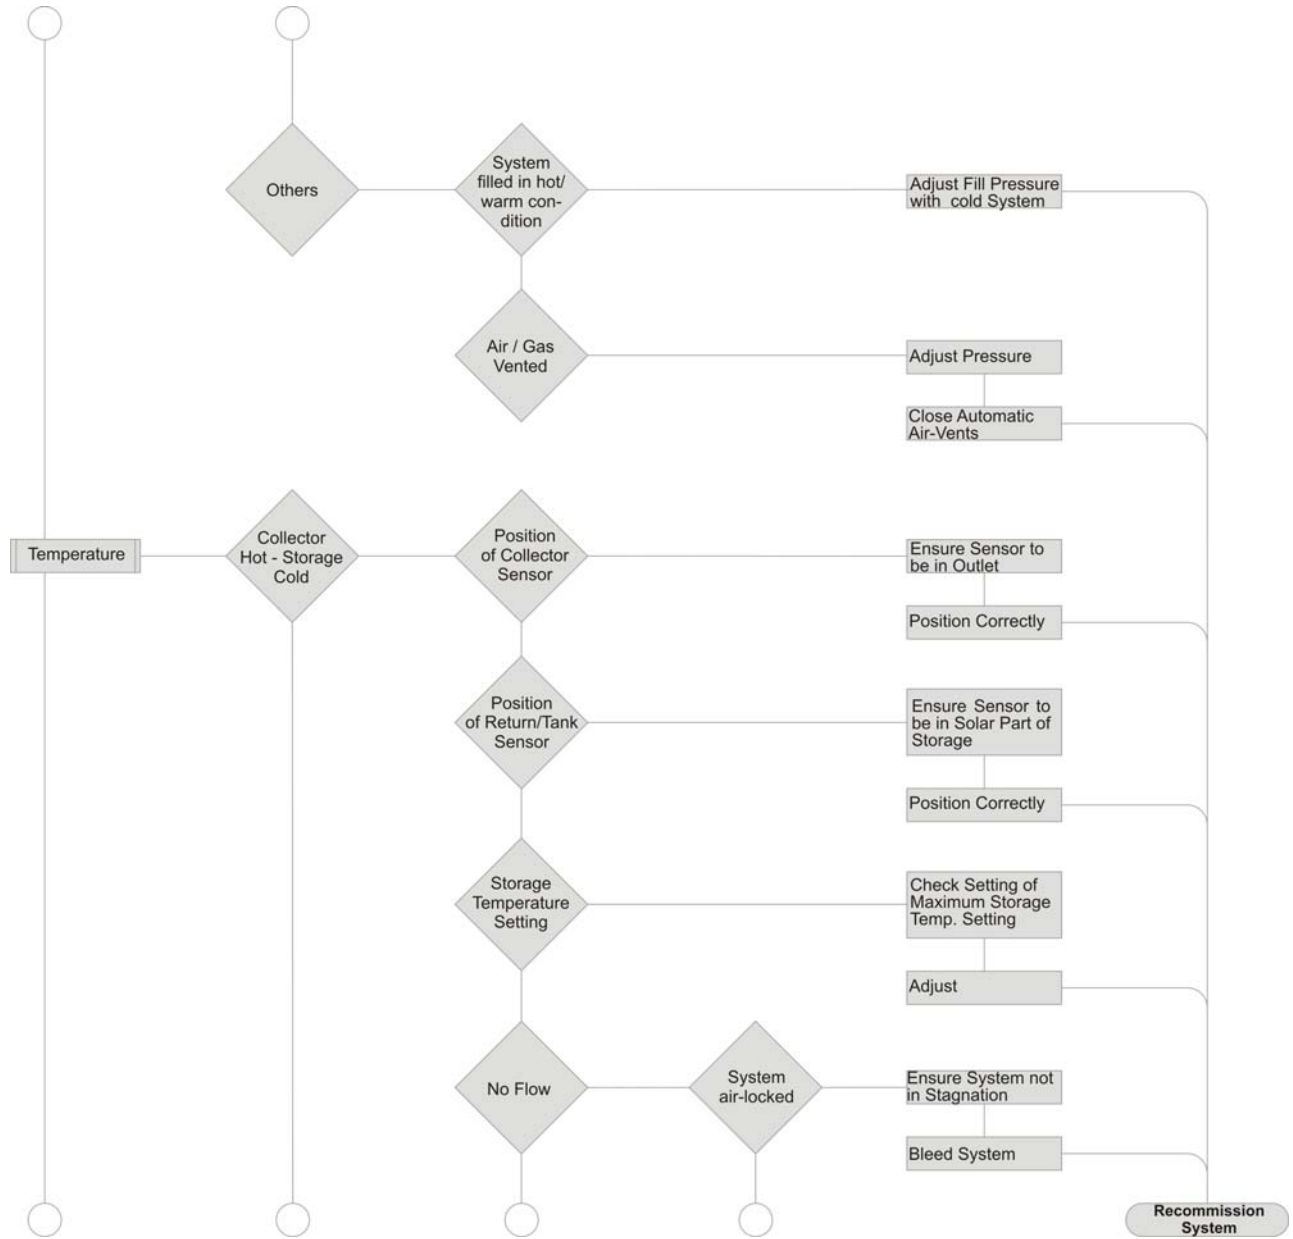 Others
System
filled in hot/
warm con-
dition
Adjust Fill Pressure
with cold System
Air / Gas
Vented
Adjust Pressure
Close Automatic
Air-Vents
Temperature
Collector
Hot - Storage
Cold
Position
of Collector
Sensor
Ensure Sensor to
be in Outlet
Position Correctly
Position
of Return/Tank
Sensor
Ensure Sensor to
be in Solar Part of
Storage
Position Correctly
Storage
Temperature
Setting
Check Setting of
Maximum Storage
Temp. Setting
Adjust
No Flow
System
air-locked
Ensure System not
in Stagnation
Bleed System
Recommission
System